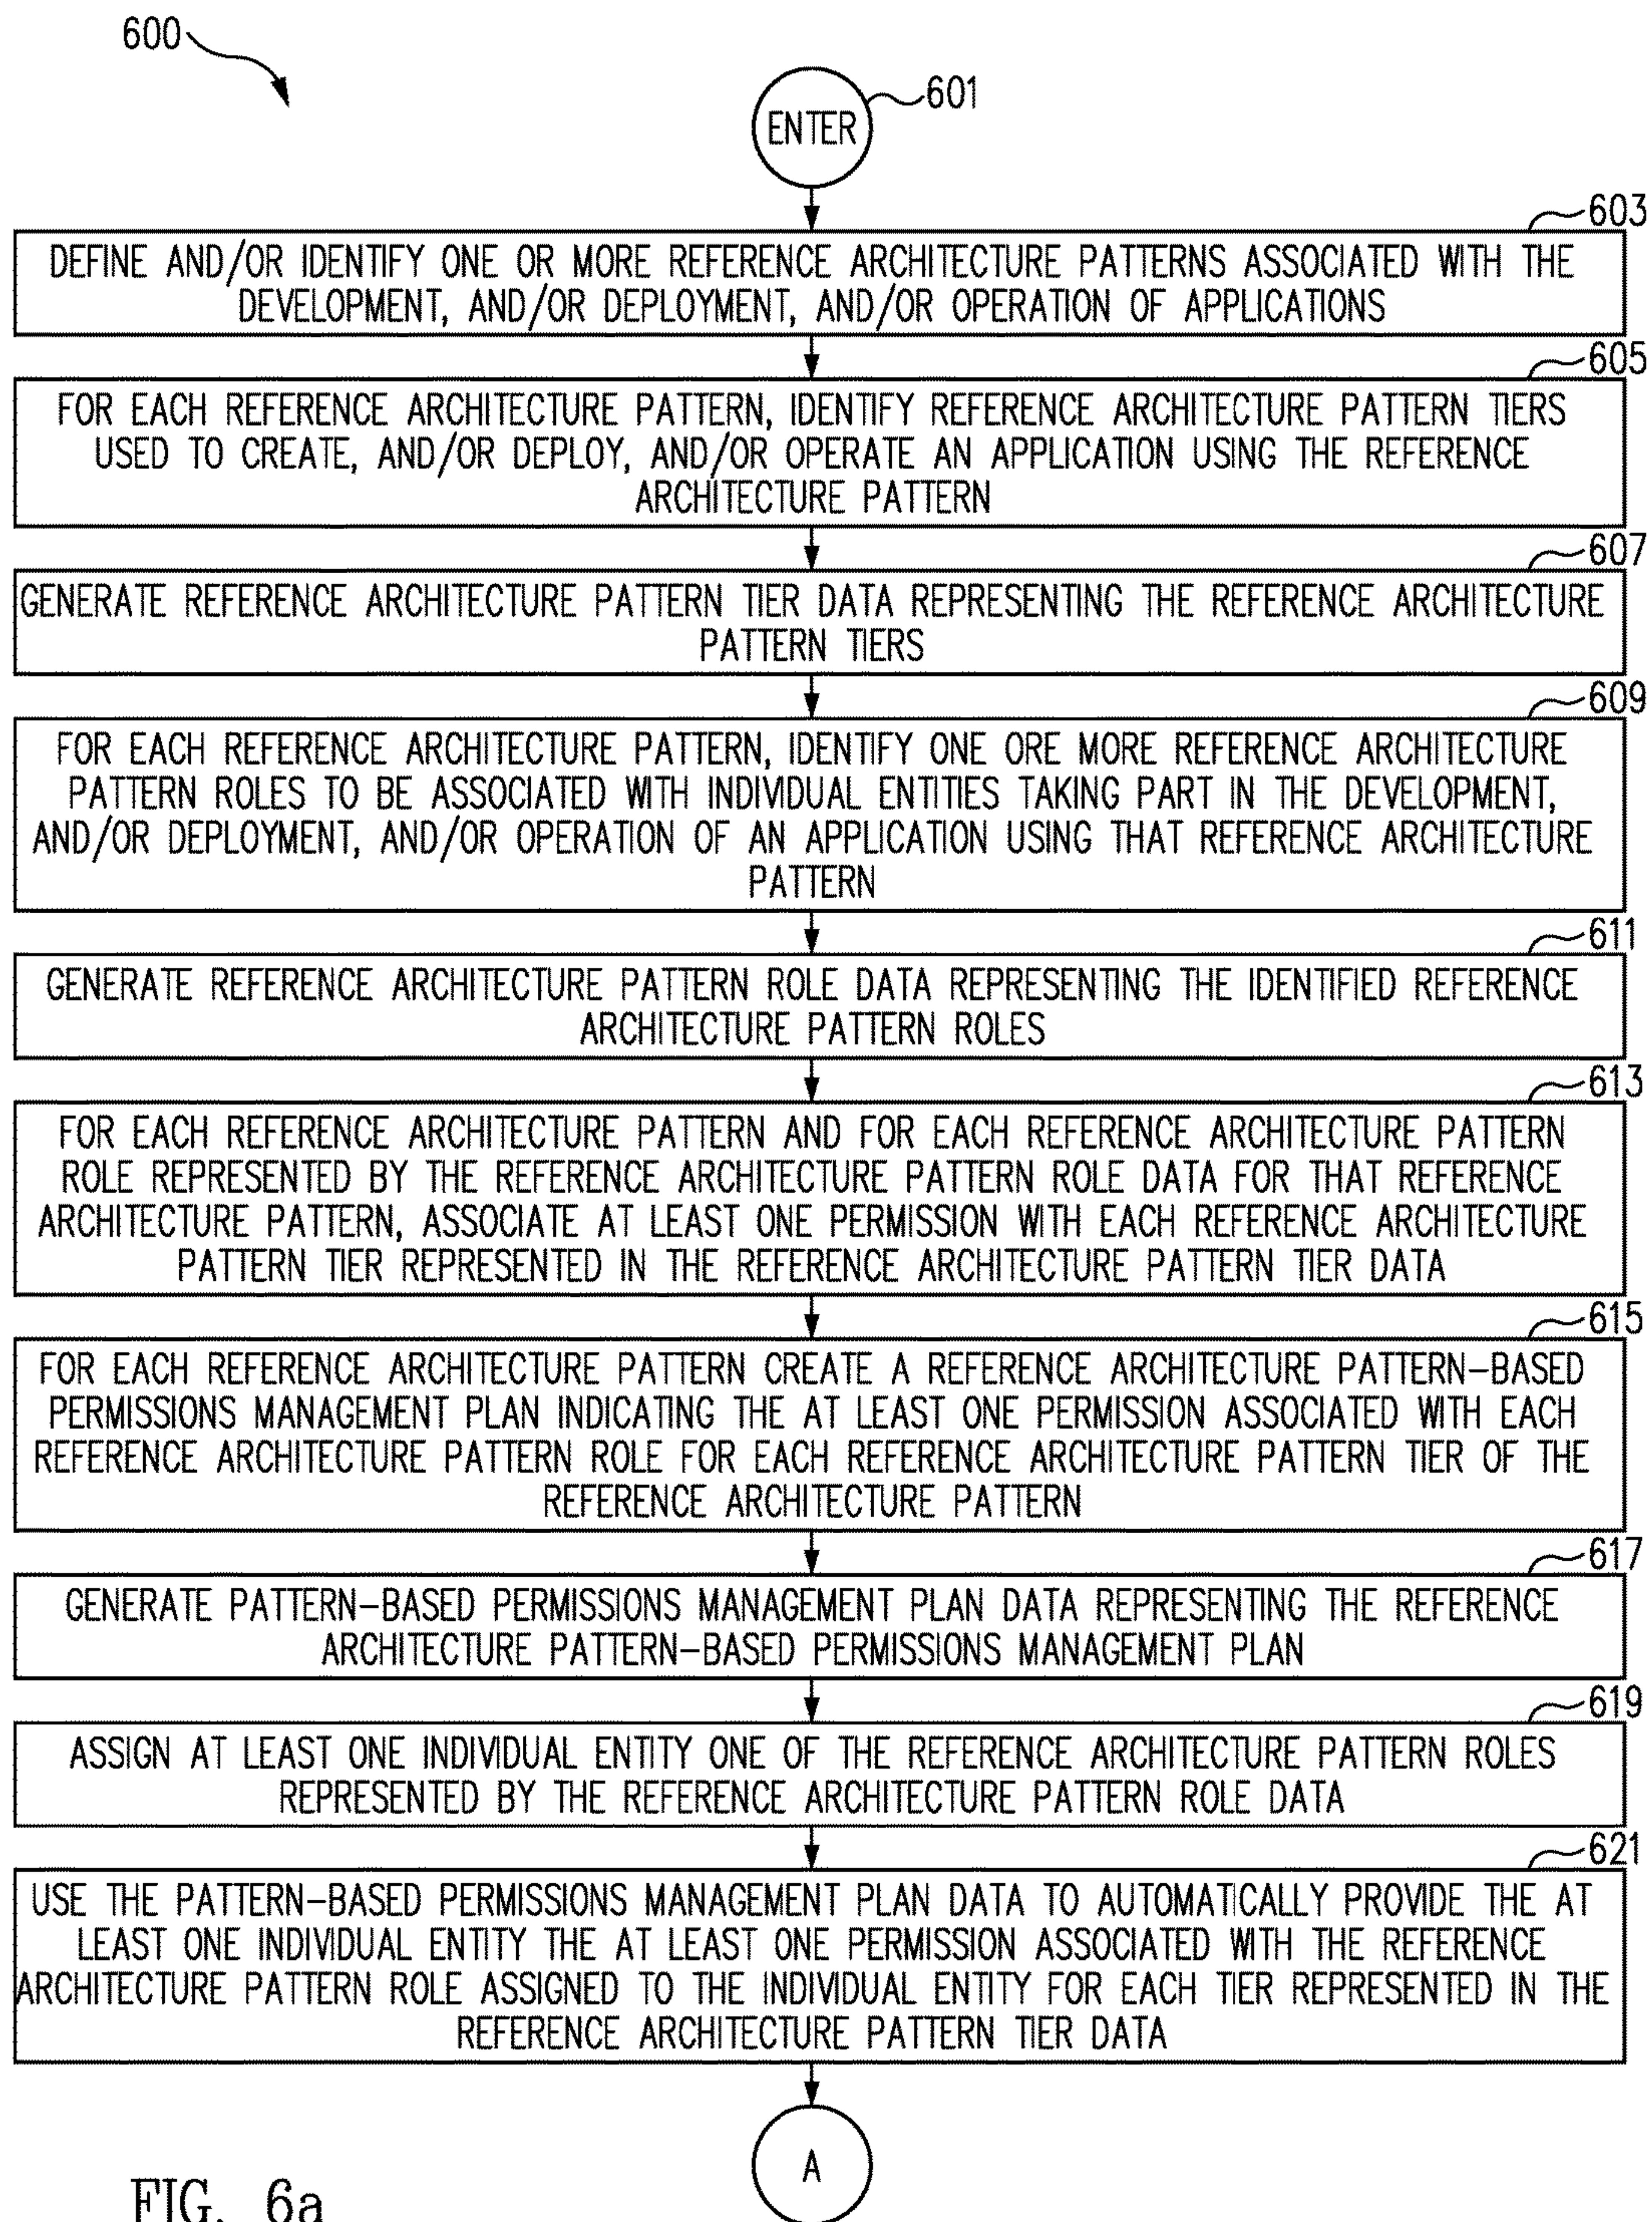 600
ENTER
601
603
DEFINE AND/OR IDENTIFY ONE OR MORE REFERENCE ARCHITECTURE PATTERNS ASSOCIATED WITH THE
DEVELOPMENT, AND/OR DEPLOYMENT, AND/OR OPERATION OF APPLICATIONS
605
FOR EACH REFERENCE ARCHITECTURE PATTERN, IDENTIFY REFERENCE ARCHITECTURE PATTERN TIERS
USED TO CREATE, AND/OR DEPLOY, AND/OR OPERATE AN APPLICATION USING THE REFERENCE
ARCHITECTURE PATTERN
607
GENERATE REFERENCE ARCHITECTURE PATTERN TIER DATA REPRESENTING THE REFERENCE ARCHITECTURE
PATTERN TIERS
609
FOR EACH REFERENCE ARCHITECTURE PATTERN, IDENTIFY ONE ORE MORE REFERENCE ARCHITECTURE
PATTERN ROLES TO BE ASSOCIATED WITH INDIVIDUAL ENTITIES TAKING PART IN THE DEVELOPMENT,
AND/OR DEPLOYMENT, AND/OR OPERATION OF AN APPLICATION USING THAT REFERENCE ARCHITECTURE
PATTERN
611
GENERATE REFERENCE ARCHITECTURE PATTERN ROLE DATA REPRESENTING THE IDENTIFIED REFERENCE
ARCHITECTURE PATTERN ROLES
613
FOR EACH REFERENCE ARCHITECTURE PATTERN AND FOR EACH REFERENCE ARCHITECTURE PATTERN
ROLE REPRESENTED BY THE REFERENCE ARCHITECTURE PATTERN ROLE DATA FOR THAT REFERENCE
ARCHITECTURE PATTERN, ASSOCIATE AT LEAST ONE PERMISSION WITH EACH REFERENCE ARCHITECTURE
PATTERN TIER REPRESENTED IN THE REFERENCE ARCHITECTURE PATTERN TIER DATA
615
FOR EACH REFERENCE ARCHITECTURE PATTERN CREATE A REFERENCE ARCHITECTURE PATTERN-BASED
PERMISSIONS MANAGEMENT PLAN INDICATING THE AT LEAST ONE PERMISSION ASSOCIATED WITH EACH
REFERENCE ARCHITECTURE PATTERN ROLE FOR EACH REFERENCE ARCHITECTURE PATTERN TIER OF THE
REFERENCE ARCHITECTURE PATTERN
617
GENERATE PATTERN-BASED PERMISSIONS MANAGEMENT PLAN DATA REPRESENTING THE REFERENCE
ARCHITECTURE PATTERN-BASED PERMISSIONS MANAGEMENT PLAN
619
ASSIGN AT LEAST ONE INDIVIDUAL ENTITY ONE OF THE REFERENCE ARCHITECTURE PATTERN ROLES
REPRESENTED BY THE REFERENCE ARCHITECTURE PATTERN ROLE DATA
621
USE THE PATTERN-BASED PERMISSIONS MANAGEMENT PLAN DATA TO AUTOMATICALLY PROVIDE THE AT
LEAST ONE INDIVIDUAL ENTITY THE AT LEAST ONE PERMISSION ASSOCIATED WITH THE REFERENCE
ARCHITECTURE PATTERN ROLE ASSIGNED TO THE INDIVIDUAL ENTITY FOR EACH TIER REPRESENTED IN THE
REFERENCE ARCHITECTURE PATTERN TIER DATA
A
FIG. 6a